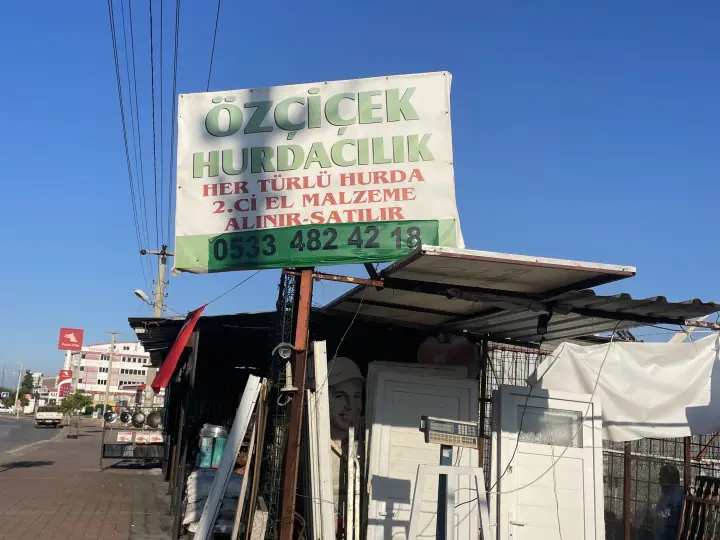 ÖZÇİÇEK
HURDACILIK
HER TÜRLÜ HURDA
2.Cİ EL MALZEME
ALINIR-SATILIR
0533 482 42 18